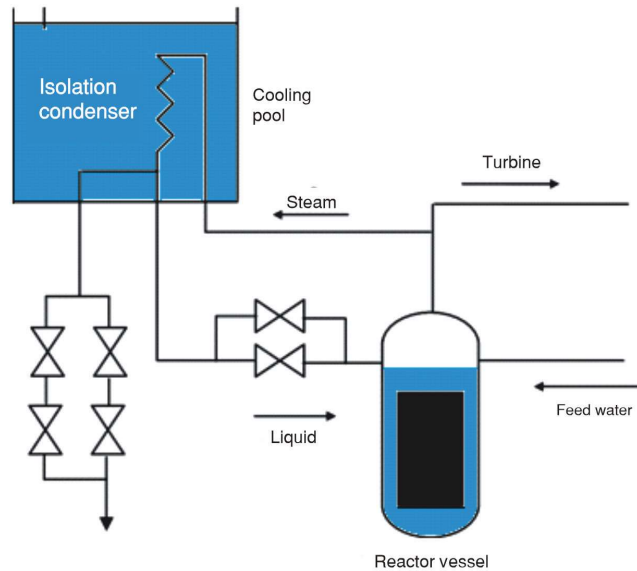 Isolation
condenser
Cooling
pool
Turbine
Steam
Liquid
Feed water
Reactor vessel